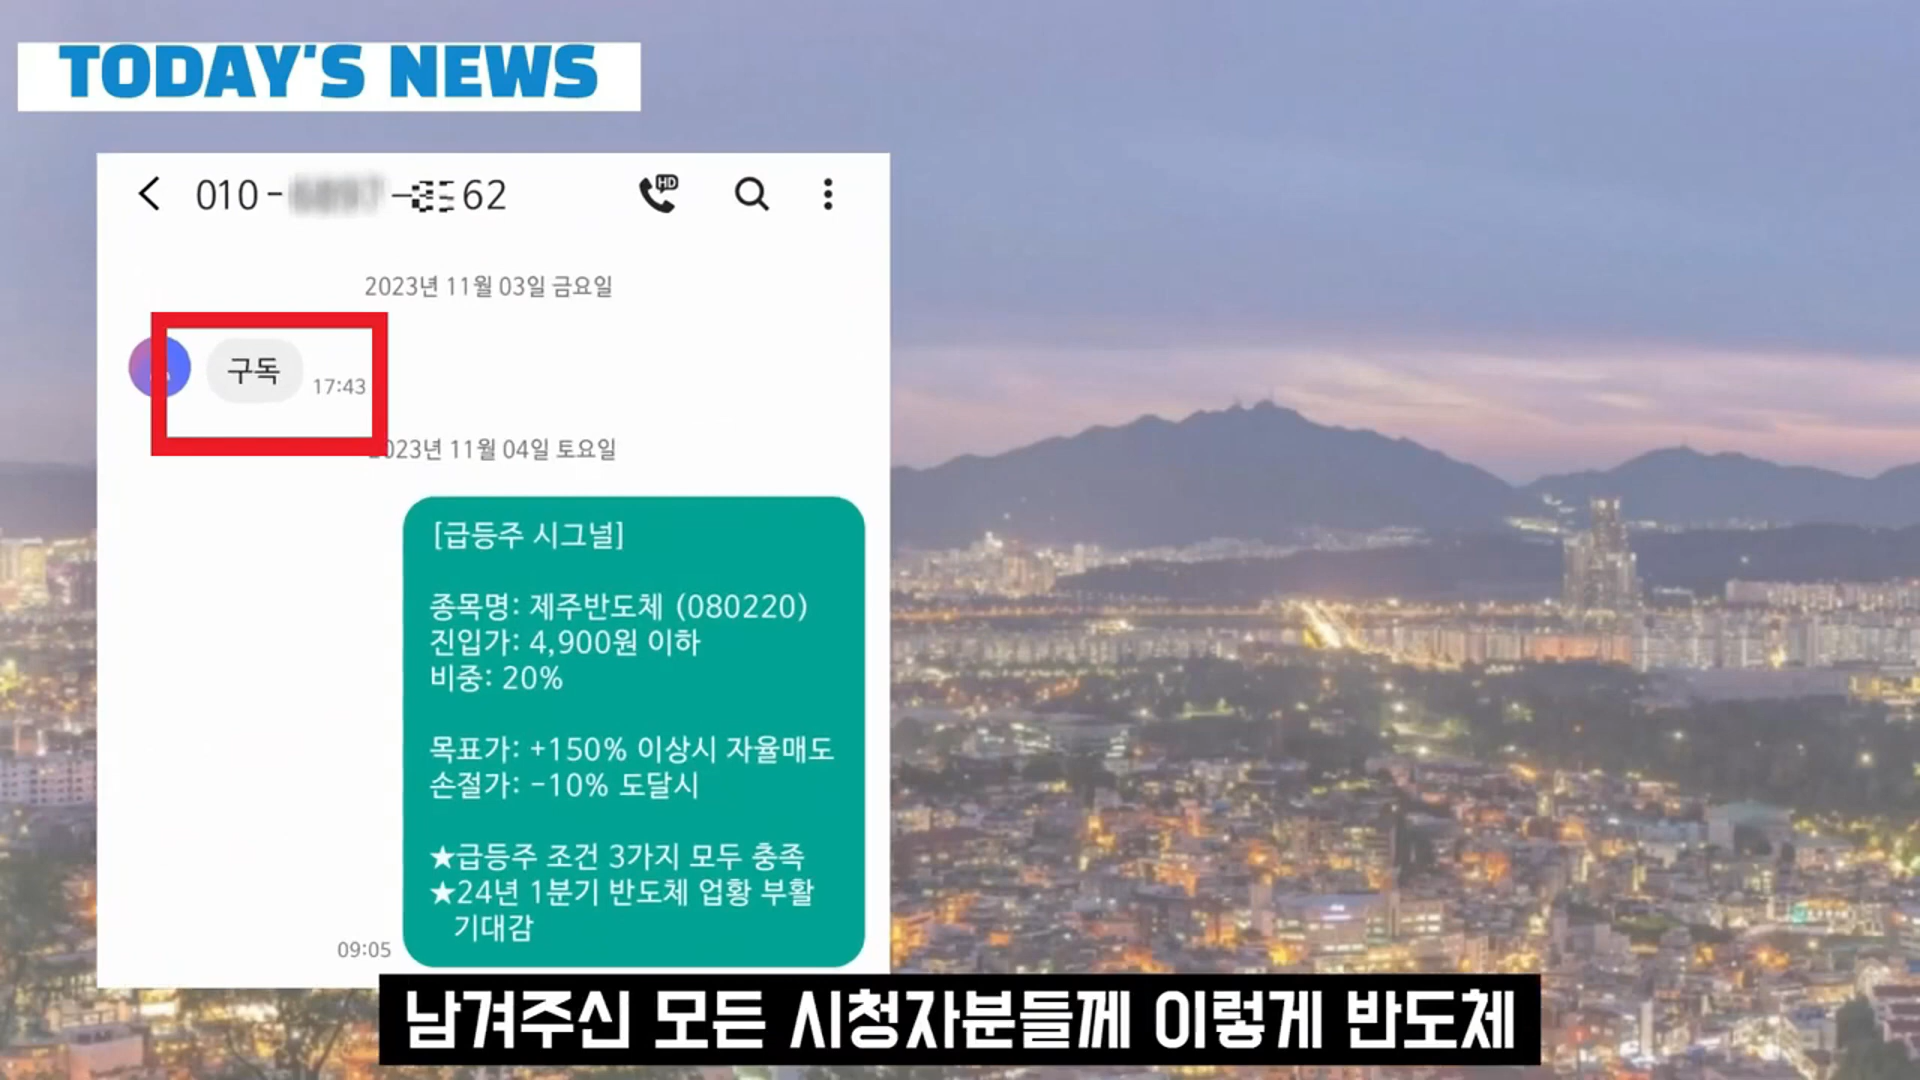 TODAY'S NEWS
010-
62
HD
2023년 11월 03일 금요일
구독
17:43
023년 11월 04일 토요일
[급등주 시그널]
종목명: 제주반도체 (080220)
진입가: 4,900원 이하
비중: 20%
목표가: +150% 이상시 자율매도
손절가: -10% 도달시
★급등주 조건 3가지 모두 충족
★24년 1분기 반도체 업황 부활
기대감
09:05
남겨주신 모든 시청자분들께 이렇게 반도체